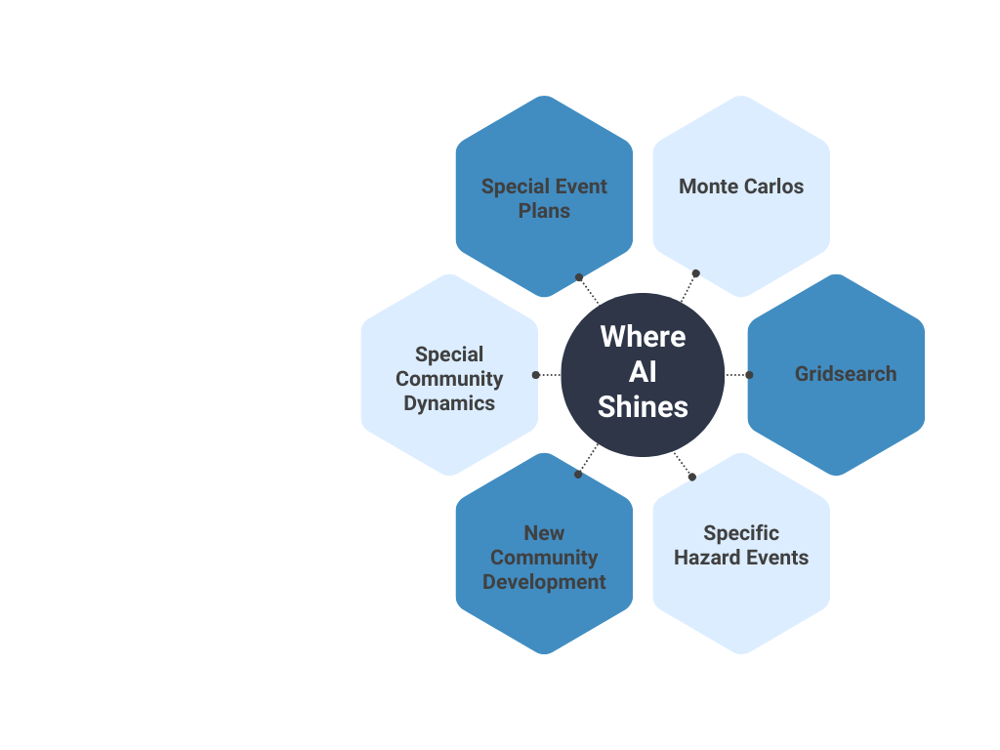 Special Event
Plans
Monte Carlos
Special
Community
Dynamics
Where
AI
Shines
Gridsearch
New
Community
Development
Specific
Hazard Events